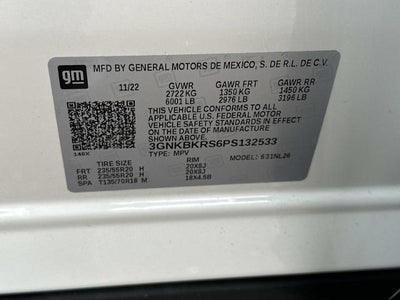 gm MFD BY GENERAL MOTORS DE MEXICO, S. DE R.L. DE C.V.
11/22 GVWR GAWR FRT GAWR RR
2722 KG 1350 KG 1450 KG
6001 LB 2976 LB 3196 LB
THIS VEHICLE CONFORMS TO ALL
APPLICABLE U.S. FEDERAL MOTOR
VEHICLE SAFETY STANDARDS IN EFFECT
ON THE DATE OF MANUFACTURE
SHOWN ABOVE.
3GNKBKRS6PS132533
140X TYPE: MPV MODEL: 631NL26
TIRE SIZE RIM
FRT 235/55R20 H 20X8J
RR 235/55R20 H 20X8J
SPA T135/70R18 M 18X4.5B